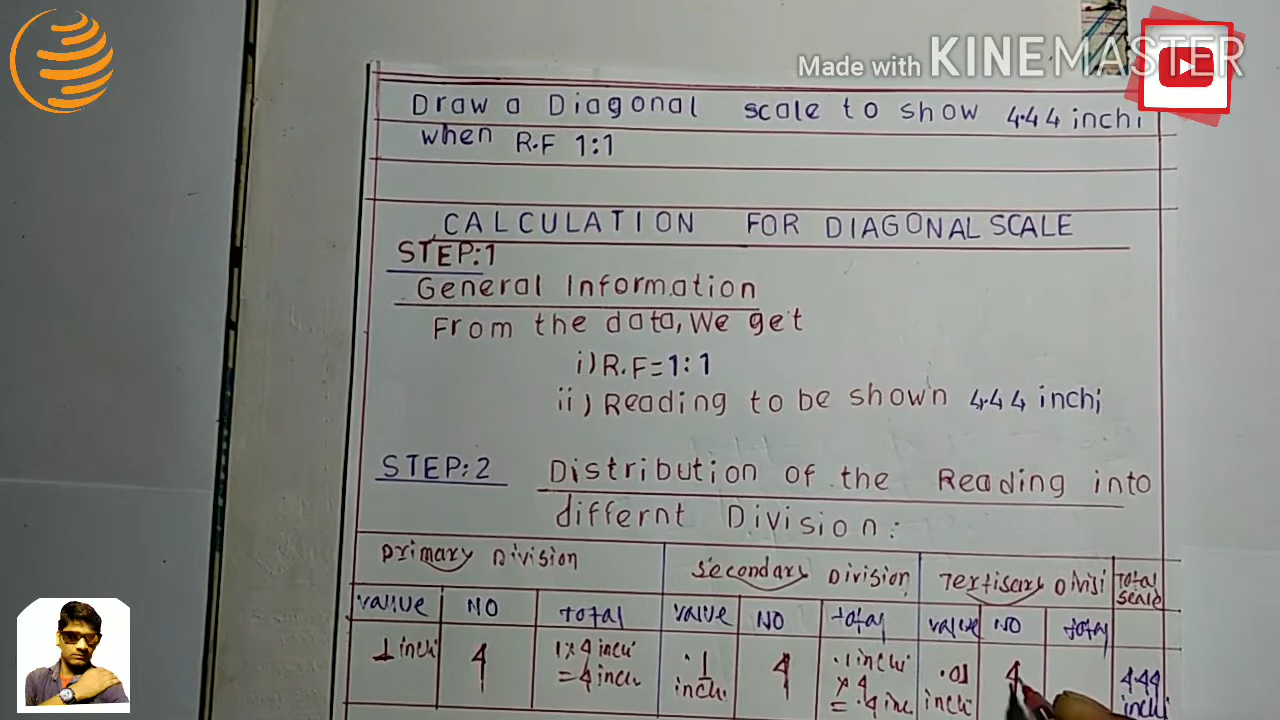 Made with KINEMASTER
Draw a Diagonal scale to show 4.44 inchi
when R.F 1:1
CALCULATION FOR DIAGONAL SCALE
STEP:1
General Information
From the data, We get
i) R.F=1:1
ii) Reading to be shown 4.44 inchi
STEP:2 Distribution of the Reading into
differnt Division:
Primary Division Secondary Division Tertisary Divisi Total
scale
value NO total value NO total value NO total
1 inchi 4 1 x 4 inchi .1 4 .1 inchi .01 4 4.44
= 4 inchi inchi x 4 inchi inchi
= .4 inc